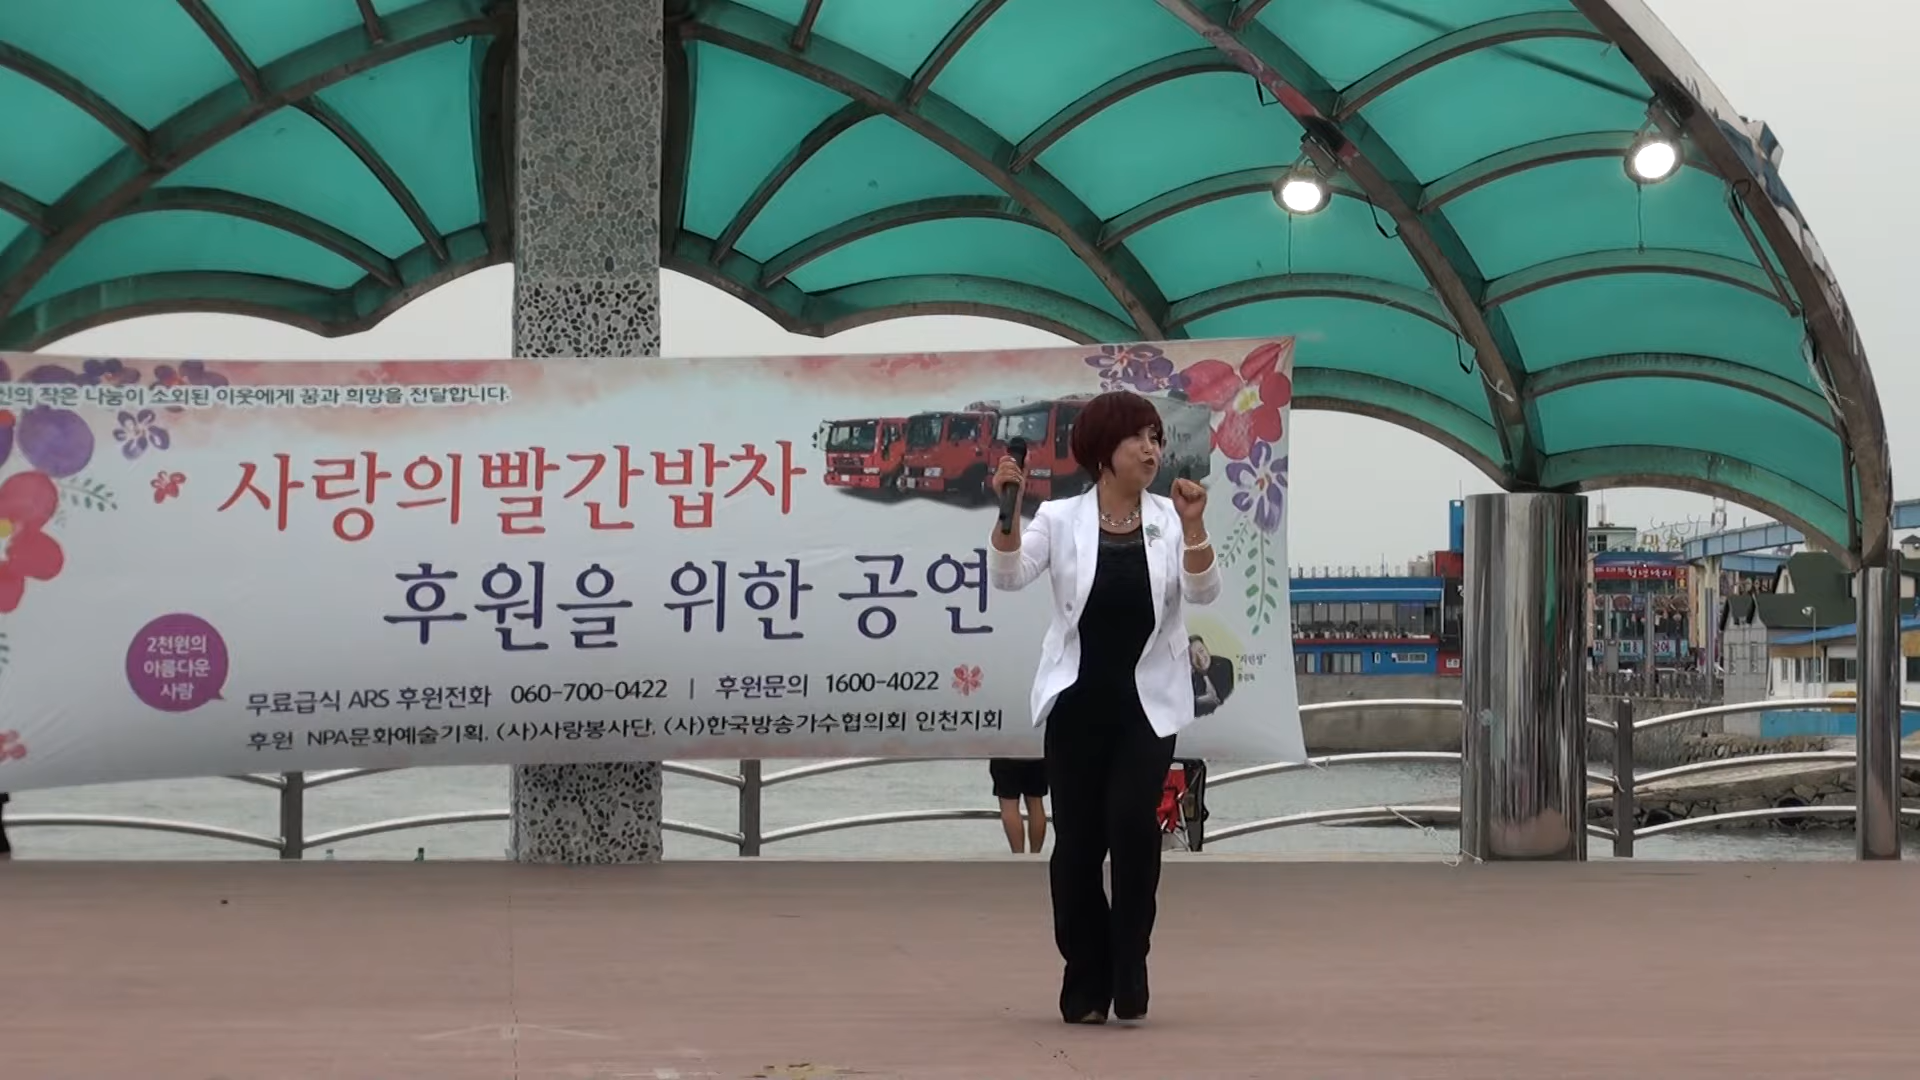 작은 나눔이 소외된 이웃에게 꿈과 희망을 전달합니다.
사랑의빨간밥차
후원을 위한 공연
2천원의
아름다운
사람
무료급식 ARS 후원전화 060-700-0422 | 후원문의 1600-4022
후원 NPA문화예술기획, (사)사랑봉사단, (사)한국방송가수협의회 인천지회